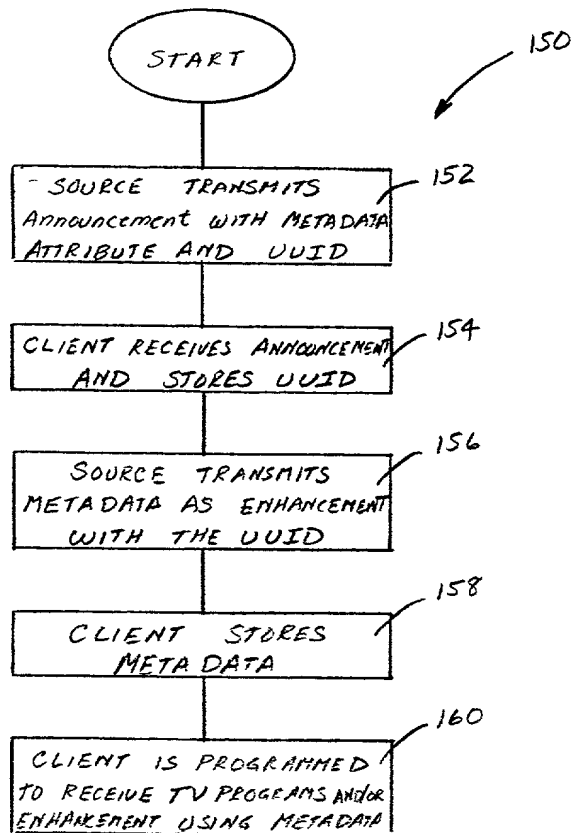 START
150
SOURCE TRANSMITS
Announcement WITH METADATA
ATTRIBUTE AND UUID
152
CLIENT RECEIVES ANNOUNCEMENT
AND STORES UUID
154
SOURCE TRANSMITS
METADATA AS ENHANCEMENT
WITH THE UUID
156
CLIENT STORES
METADATA
158
CLIENT IS PROGRAMMED
TO RECEIVE TV PROGRAMS AND/OR
ENHANCEMENT USING METADATA
160